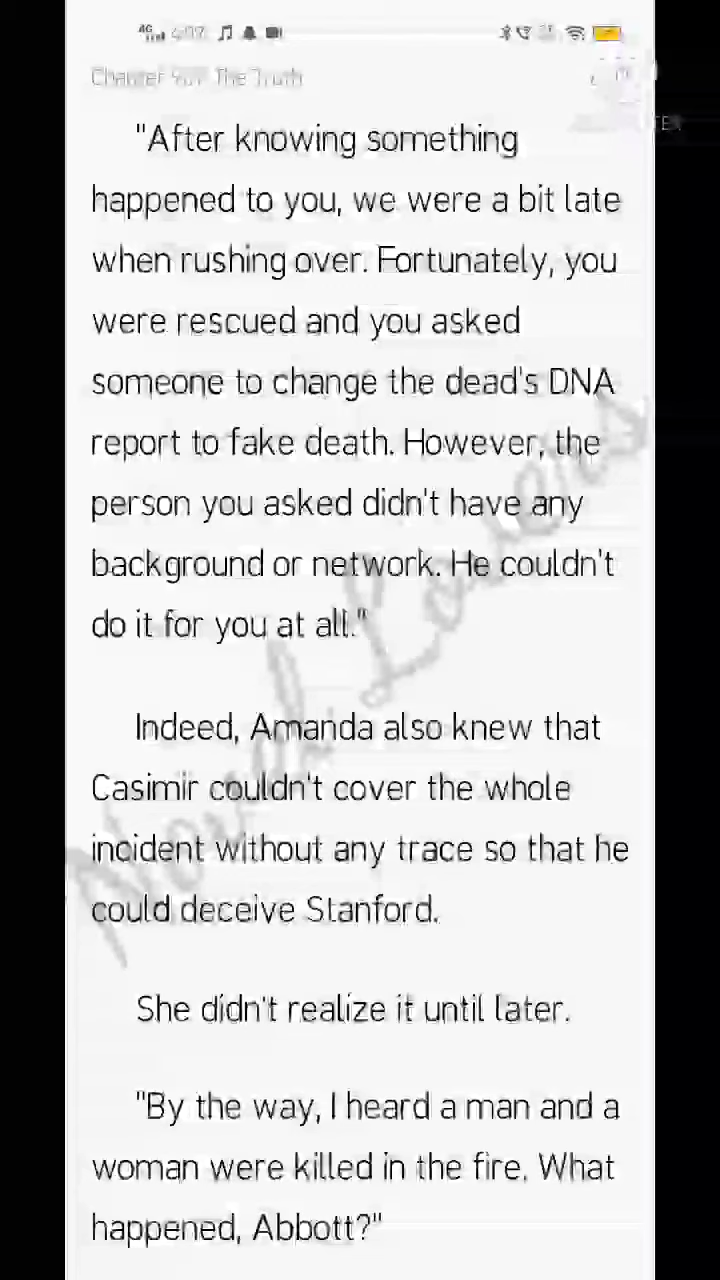 The Truth
"After knowing something
happened to you, we were a bit late
when rushing over. Fortunately, you
were rescued and you asked
someone to change the dead's DNA
report to fake death. However, the
person you asked didn't have any
background or network. He couldn't
do it for you at all."
Indeed, Amanda also knew that
Casimir couldn't cover the whole
incident without any trace so that he
could deceive Stanford.
She didn't realize it until later.
"By the way, I heard a man and a
woman were killed in the fire. What
happened, Abbott?"